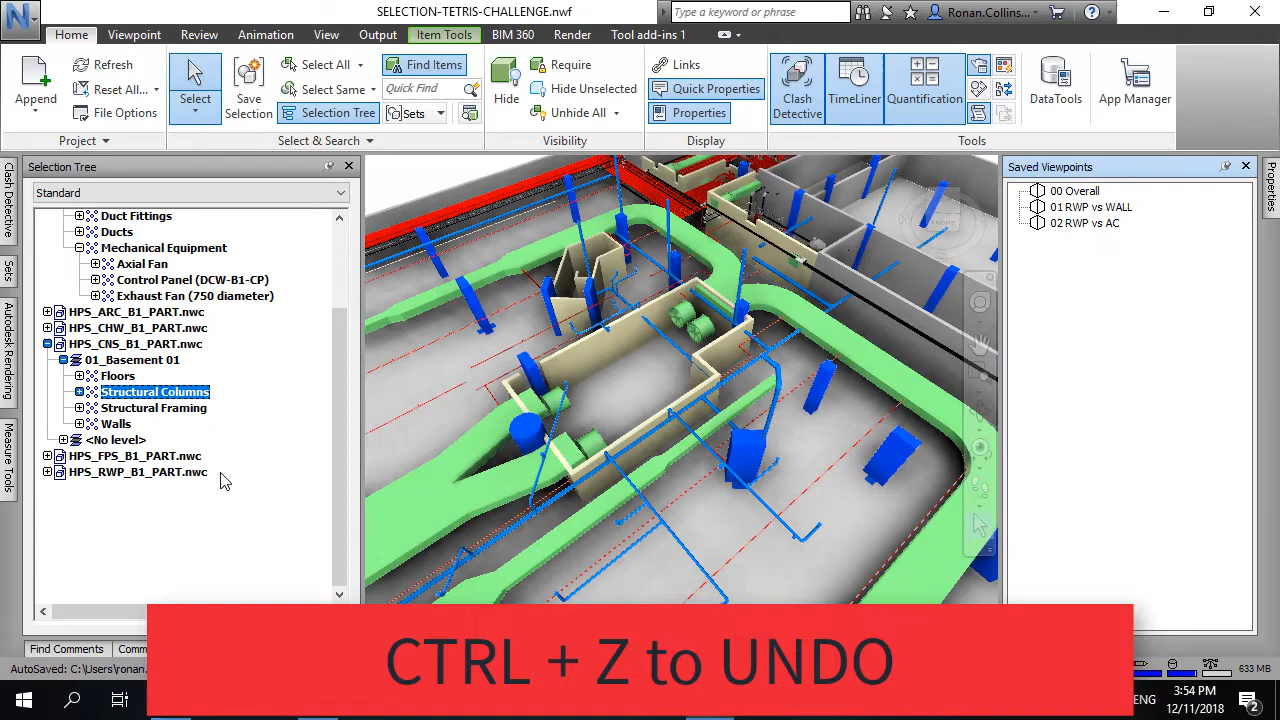 SELECTION-TETRIS-CHALLENGE.nwf
Type a keyword or phrase
Ronan.Collins...
Home Viewpoint Review Animation View Output Item Tools BIM 360 Render Tool add-ins 1
Append
Refresh
Reset All...
File Options
Project
Select
Save Selection
Select All
Select Same
Selection Tree
Find Items
Quick Find
Sets
Select & Search
Hide
Require
Hide Unselected
Unhide All
Visibility
Links
Quick Properties
Properties
Display
Clash Detective
TimeLiner
Quantification
DataTools
App Manager
Tools
Clash Detective
Sets
Autodesk Rendering
Measure Tools
Selection Tree
Standard
Duct Fittings
Ducts
Mechanical Equipment
Axial Fan
Control Panel (DCW-B1-CP)
Exhaust Fan (750 diameter)
HPS_ARC_B1_PART.nwc
HPS_CHW_B1_PART.nwc
HPS_CNS_B1_PART.nwc
01_Basement 01
Floors
Structural Columns
Structural Framing
Walls
<No level>
HPS_FPS_B1_PART.nwc
HPS_RWP_B1_PART.nwc
Saved Viewpoints
00 Overall
01 RWP vs WALL
02 RWP vs AC
Properties
CTRL + Z to UNDO
Find Comments
Comm
AutoSaved: C:\Users\ronan.
633 MB
ENG
3:54 PM
12/11/2018
2